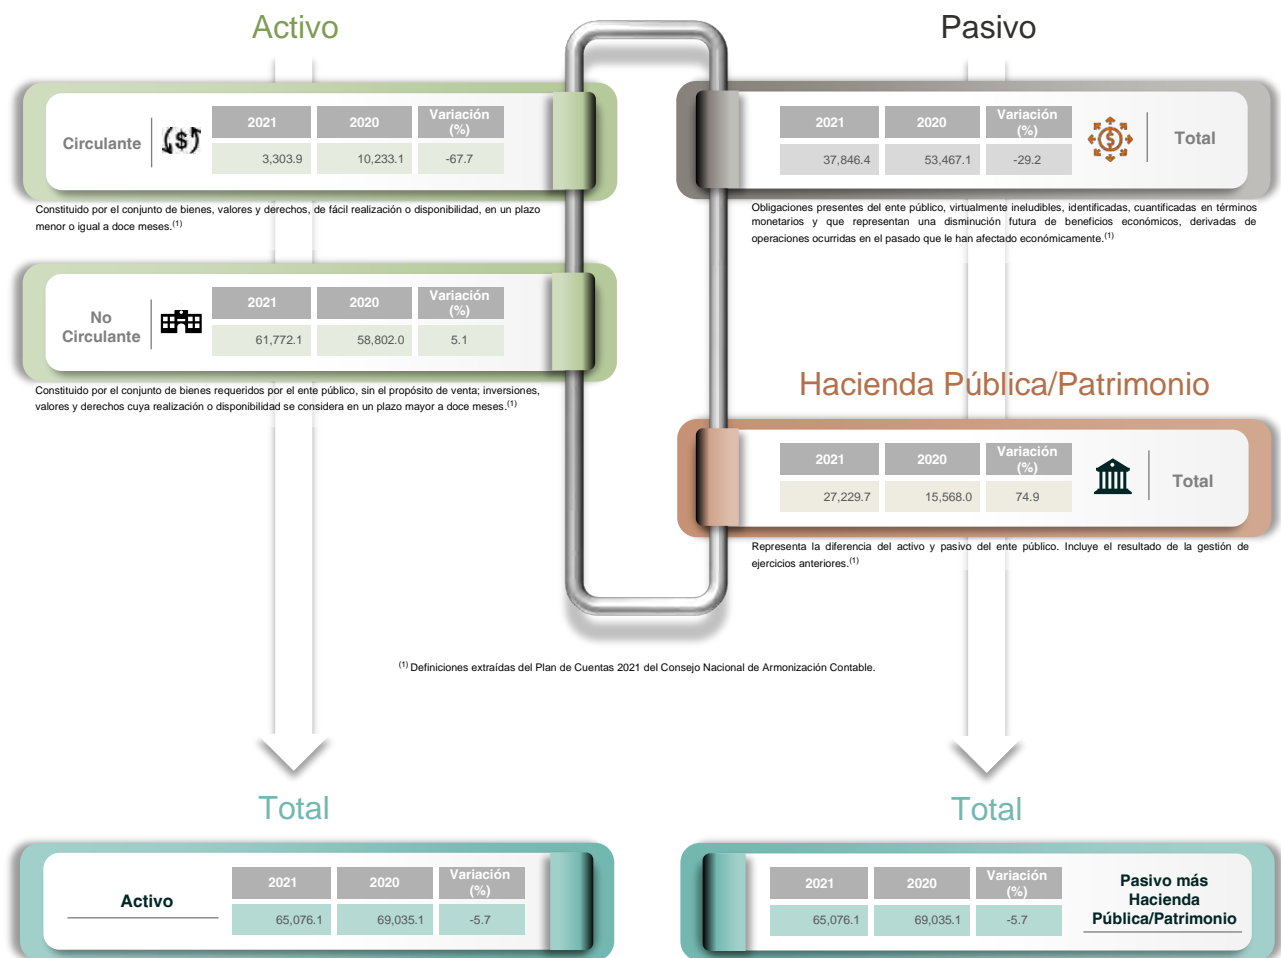 Activo
Circulante
2021 2020 Variación (%)
3,303.9 10,233.1 -67.7
Constituido por el conjunto de bienes, valores y derechos, de fácil realización o disponibilidad, en un plazo
menor o igual a doce meses.(1)
No
Circulante
2021 2020 Variación (%)
61,772.1 58,802.0 5.1
Constituido por el conjunto de bienes requeridos por el ente público, sin el propósito de venta; inversiones,
valores y derechos cuya realización o disponibilidad se considera en un plazo mayor a doce meses.(1)
Pasivo
2021 2020 Variación (%)
37,846.4 53,467.1 -29.2
Total
Obligaciones presentes del ente público, virtualmente ineludibles, identificadas, cuantificadas en términos
monetarios y que representan una disminución futura de beneficios económicos, derivadas de
operaciones ocurridas en el pasado que le han afectado económicamente.(1)
Hacienda Pública/Patrimonio
2021 2020 Variación (%)
27,229.7 15,568.0 74.9
Total
Representa la diferencia del activo y pasivo del ente público. Incluye el resultado de la gestión de
ejercicios anteriores.(1)
(1) Definiciones extraídas del Plan de Cuentas 2021 del Consejo Nacional de Armonización Contable.
Total
Activo
2021 2020 Variación (%)
65,076.1 69,035.1 -5.7
Total
2021 2020 Variación (%)
65,076.1 69,035.1 -5.7
Pasivo más
Hacienda
Pública/Patrimonio